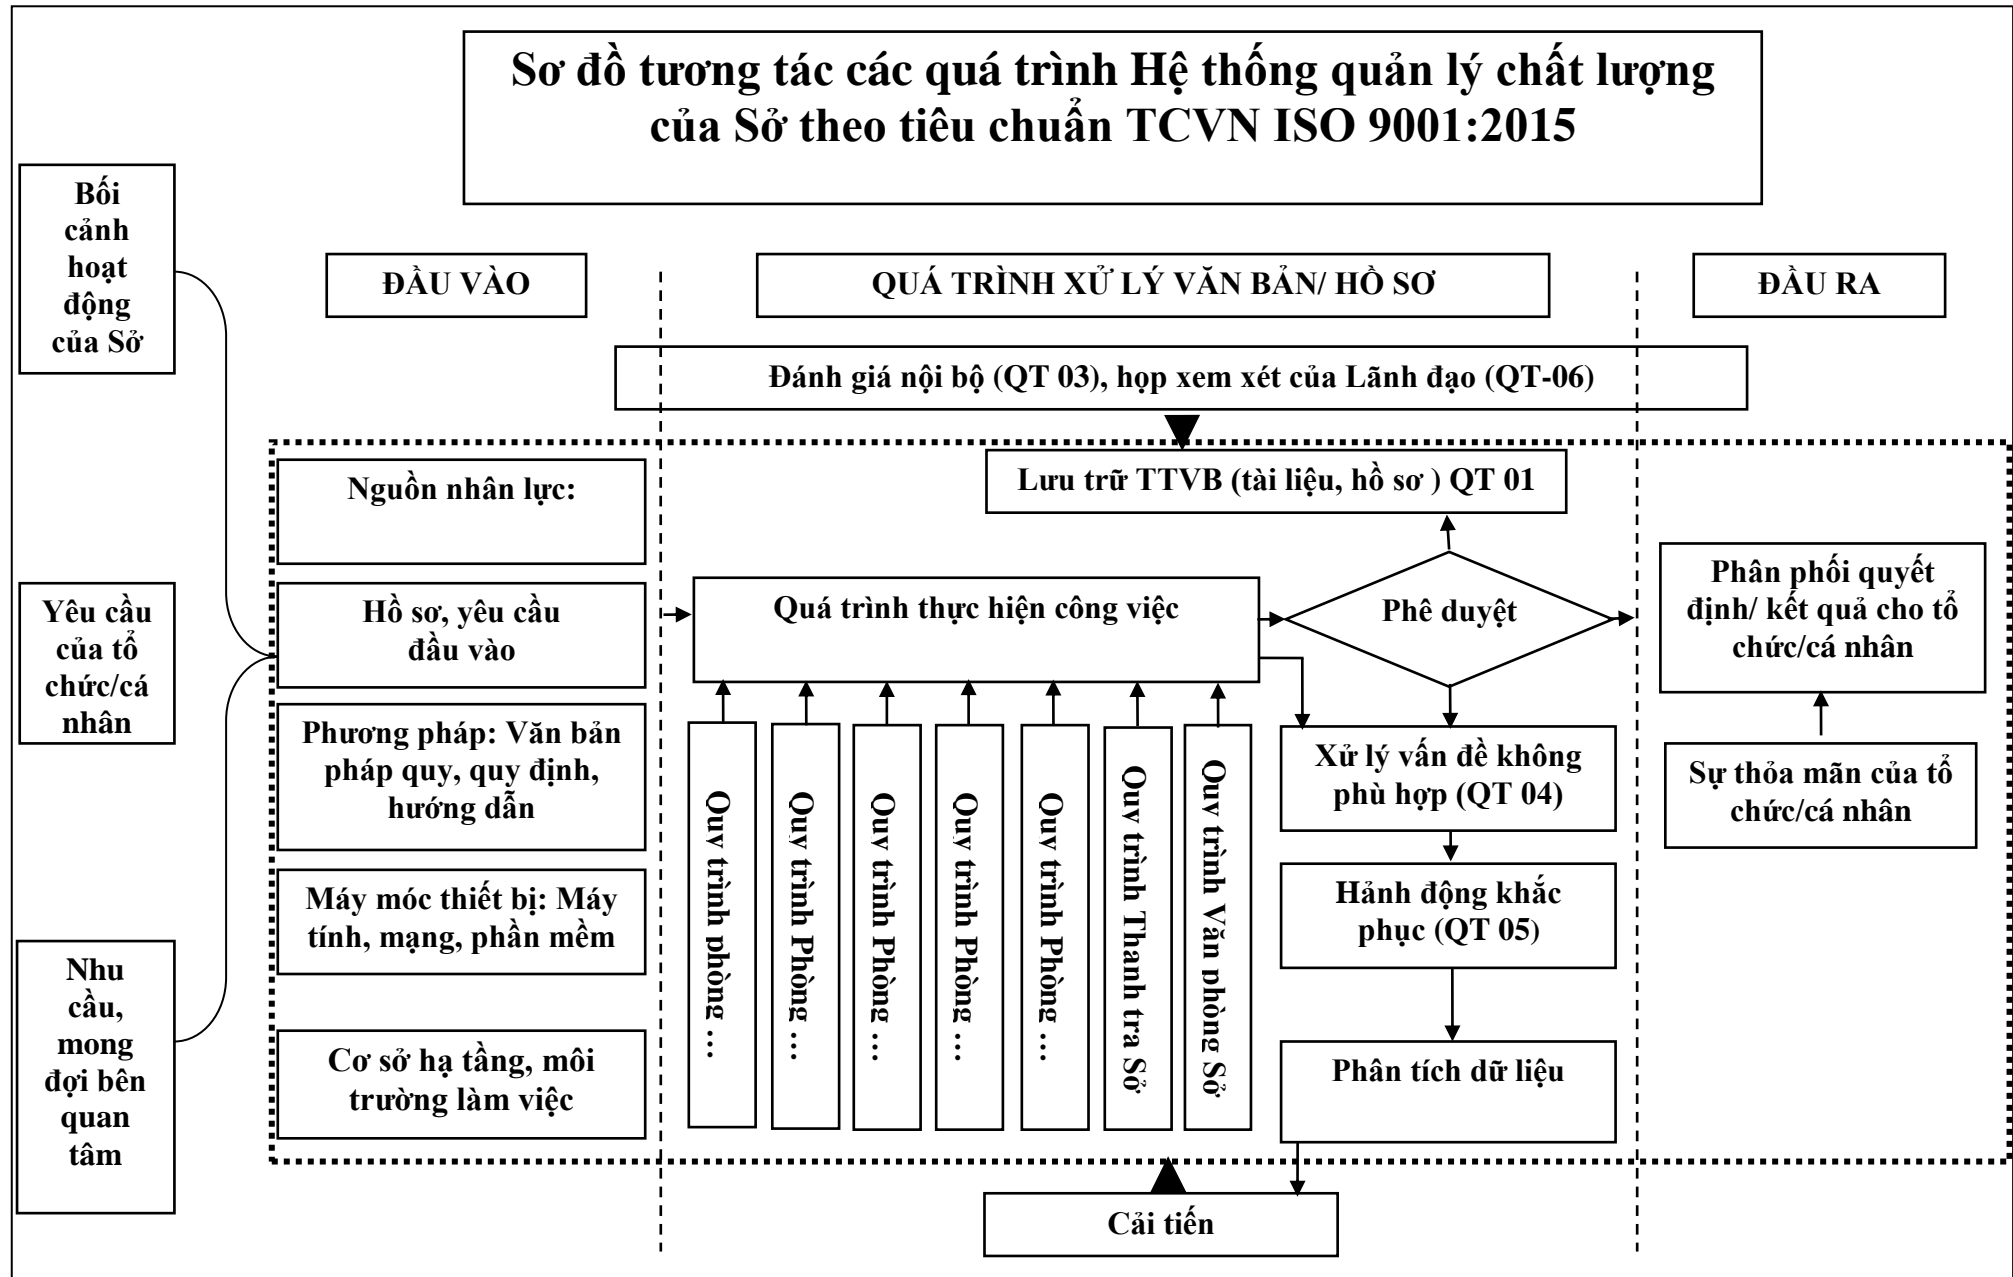 Sơ đồ tương tác các quá trình Hệ thống quản lý chất lượng
của Sở theo tiêu chuẩn TCVN ISO 9001:2015
Bối
cảnh
hoạt
động
của Sở
Yêu cầu
của tổ
chức/cá
nhân
Nhu
cầu,
mong
đợi bên
quan
tâm
ĐẦU VÀO
QUÁ TRÌNH XỬ LÝ VĂN BẢN/ HỒ SƠ
ĐẦU RA
Đánh giá nội bộ (QT 03), họp xem xét của Lãnh đạo (QT-06)
Nguồn nhân lực:
Hồ sơ, yêu cầu
đầu vào
Phương pháp: Văn bản
pháp quy, quy định,
hướng dẫn
Máy móc thiết bị: Máy
tính, mạng, phần mềm
Cơ sở hạ tầng, môi
trường làm việc
Lưu trữ TTVB (tài liệu, hồ sơ ) QT 01
Quá trình thực hiện công việc
Phê duyệt
Quy trình phòng …
Quy trình Phòng …
Quy trình Phòng …
Quy trình Phòng …
Quy trình Phòng …
Quy trình Thanh tra Sở
Quy trình Văn phòng Sở
Xử lý vấn đề không
phù hợp (QT 04)
Hảnh động khắc
phục (QT 05)
Phân tích dữ liệu
Phân phối quyết
định/ kết quả cho tổ
chức/cá nhân
Sự thỏa mãn của tổ
chức/cá nhân
Cải tiến